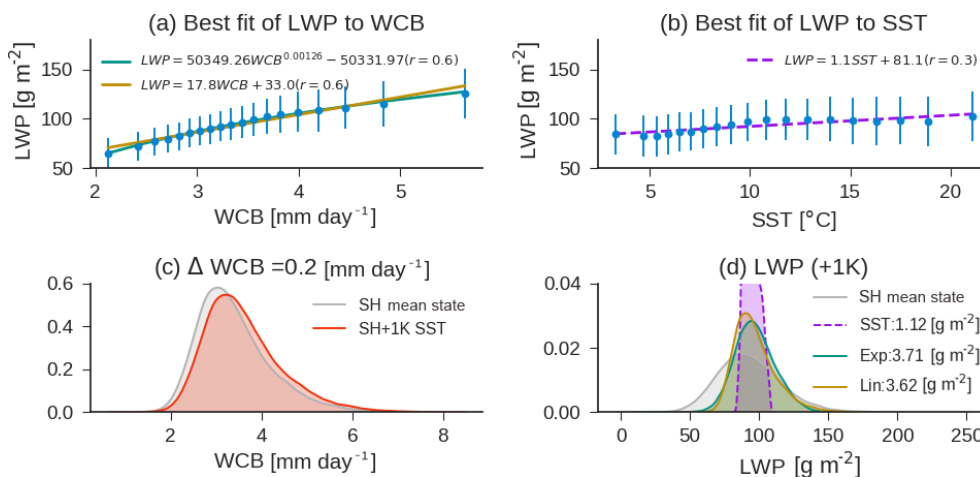 (a) Best fit of LWP to WCB
LWP [g m⁻²]
150
100
50
LWP = 50349.26WCB^0.00126 − 50331.97(r = 0.6)
LWP = 17.8WCB + 33.0(r = 0.6)
2 3 4 5
WCB [mm day⁻¹]
(b) Best fit of LWP to SST
LWP [g m⁻²]
150
100
50
LWP = 1.1SST + 81.1(r = 0.3)
5 10 15 20
SST [°C]
(c) Δ WCB =0.2 [mm day⁻¹]
0.6
0.4
0.2
0.0
SH mean state
SH+1K SST
2 4 6 8
WCB [mm day⁻¹]
(d) LWP (+1K)
0.04
0.02
0.00
SH mean state
SST:1.12 [g m⁻²]
Exp:3.71 [g m⁻²]
Lin:3.62 [g m⁻²]
0 50 100 150 200 250
LWP [g m⁻²]